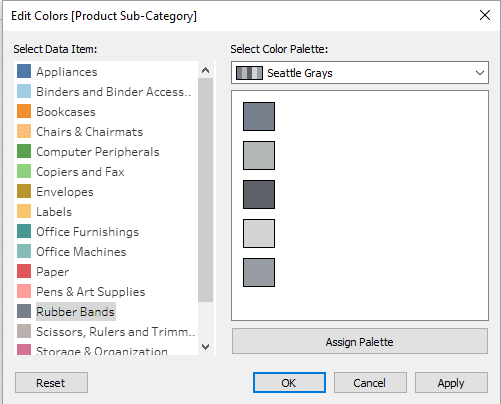 Edit Colors [Product Sub-Category]
Select Data Item:
Appliances
Binders and Binder Access..
Bookcases
Chairs & Chairmats
Computer Peripherals
Copiers and Fax
Envelopes
Labels
Office Furnishings
Office Machines
Paper
Pens & Art Supplies
Rubber Bands
Scissors, Rulers and Trimm..
Storage & Organization
Select Color Palette:
Seattle Grays
Assign Palette
Reset
OK
Cancel
Apply